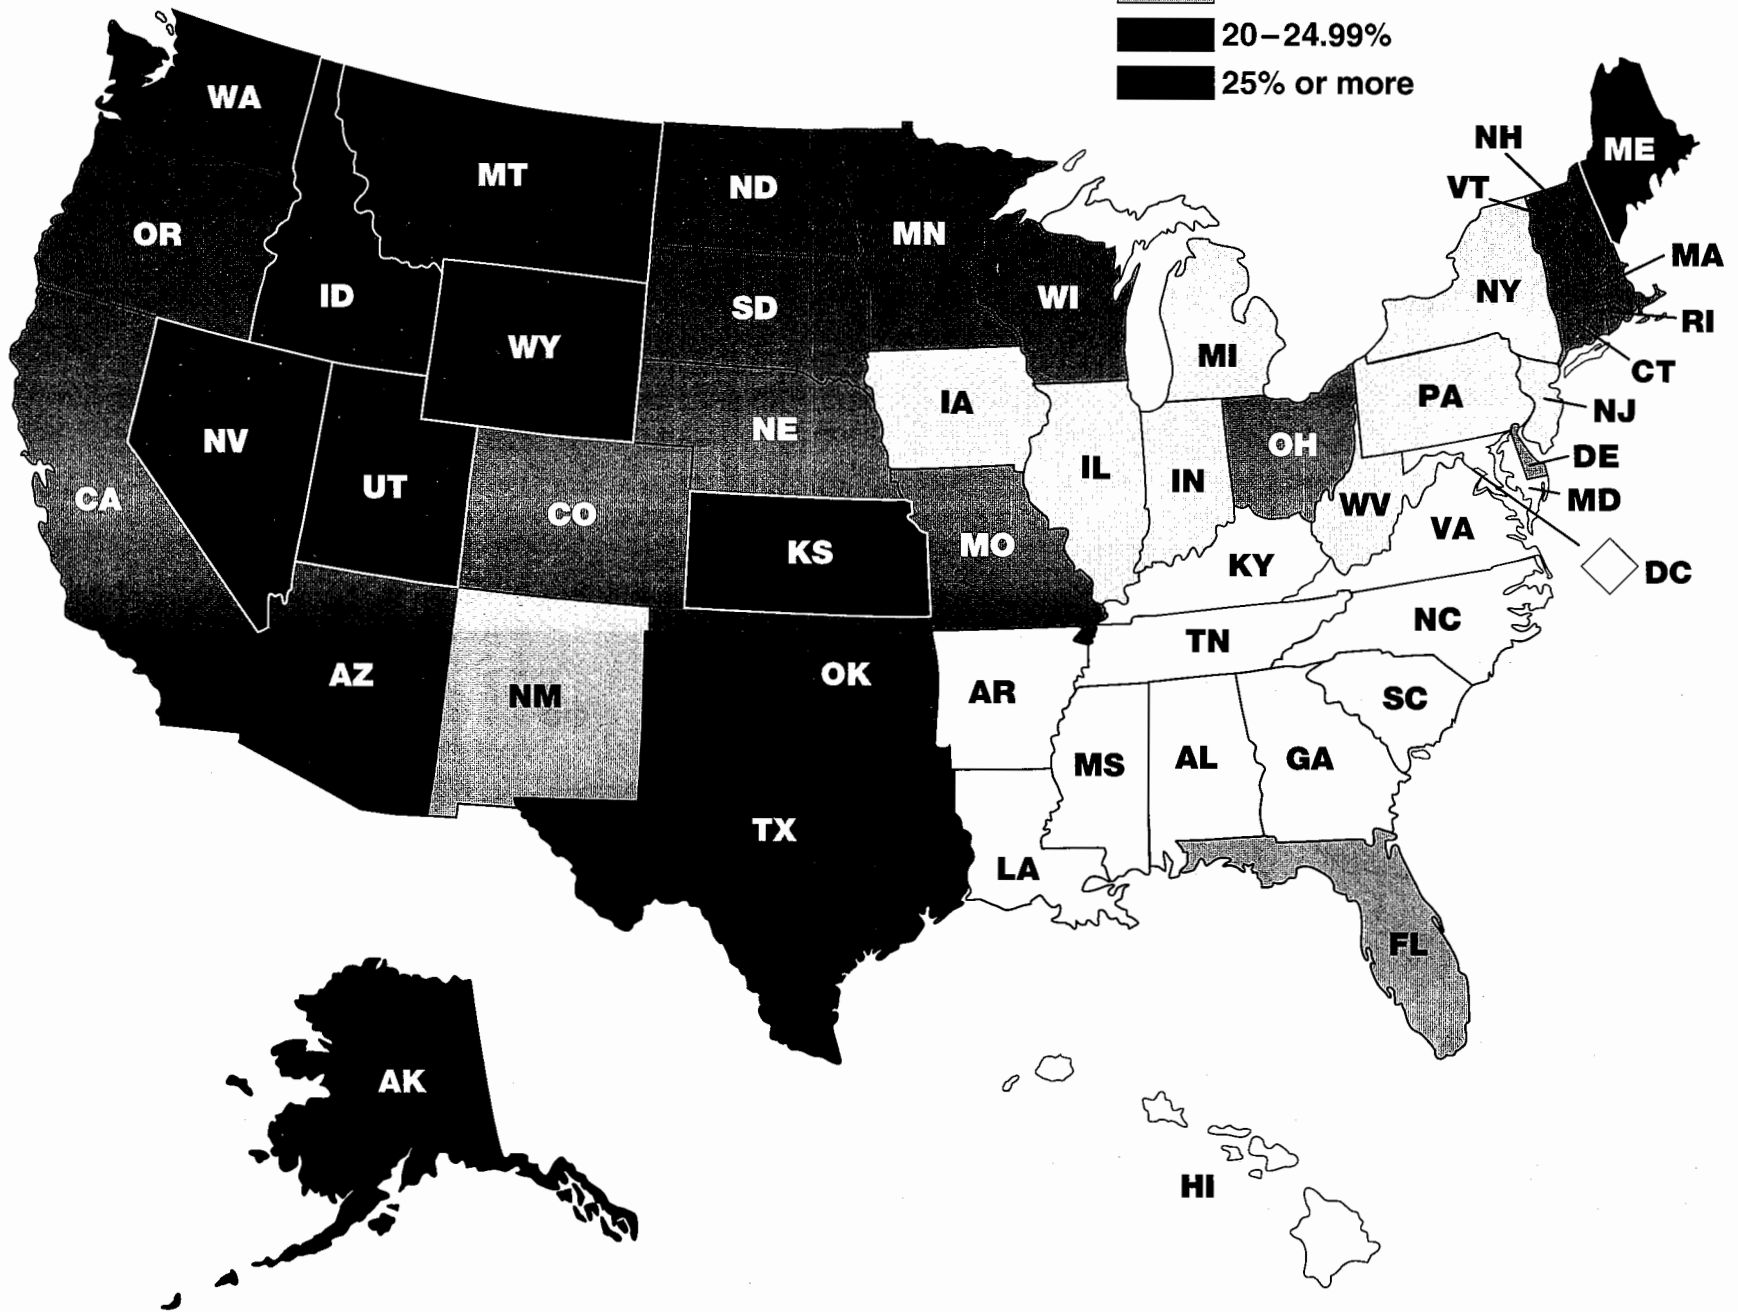 20–24.99%
25% or more
WA
MT
ND
MN
OR
ID
WY
SD
WI
MI
NY
NH
VT
ME
MA
RI
CT
NJ
PA
DE
MD
DC
NV
UT
CA
CO
NE
IA
IL
IN
OH
WV
VA
KS
MO
KY
TN
NC
AZ
NM
OK
AR
SC
MS
AL
GA
TX
LA
FL
AK
HI